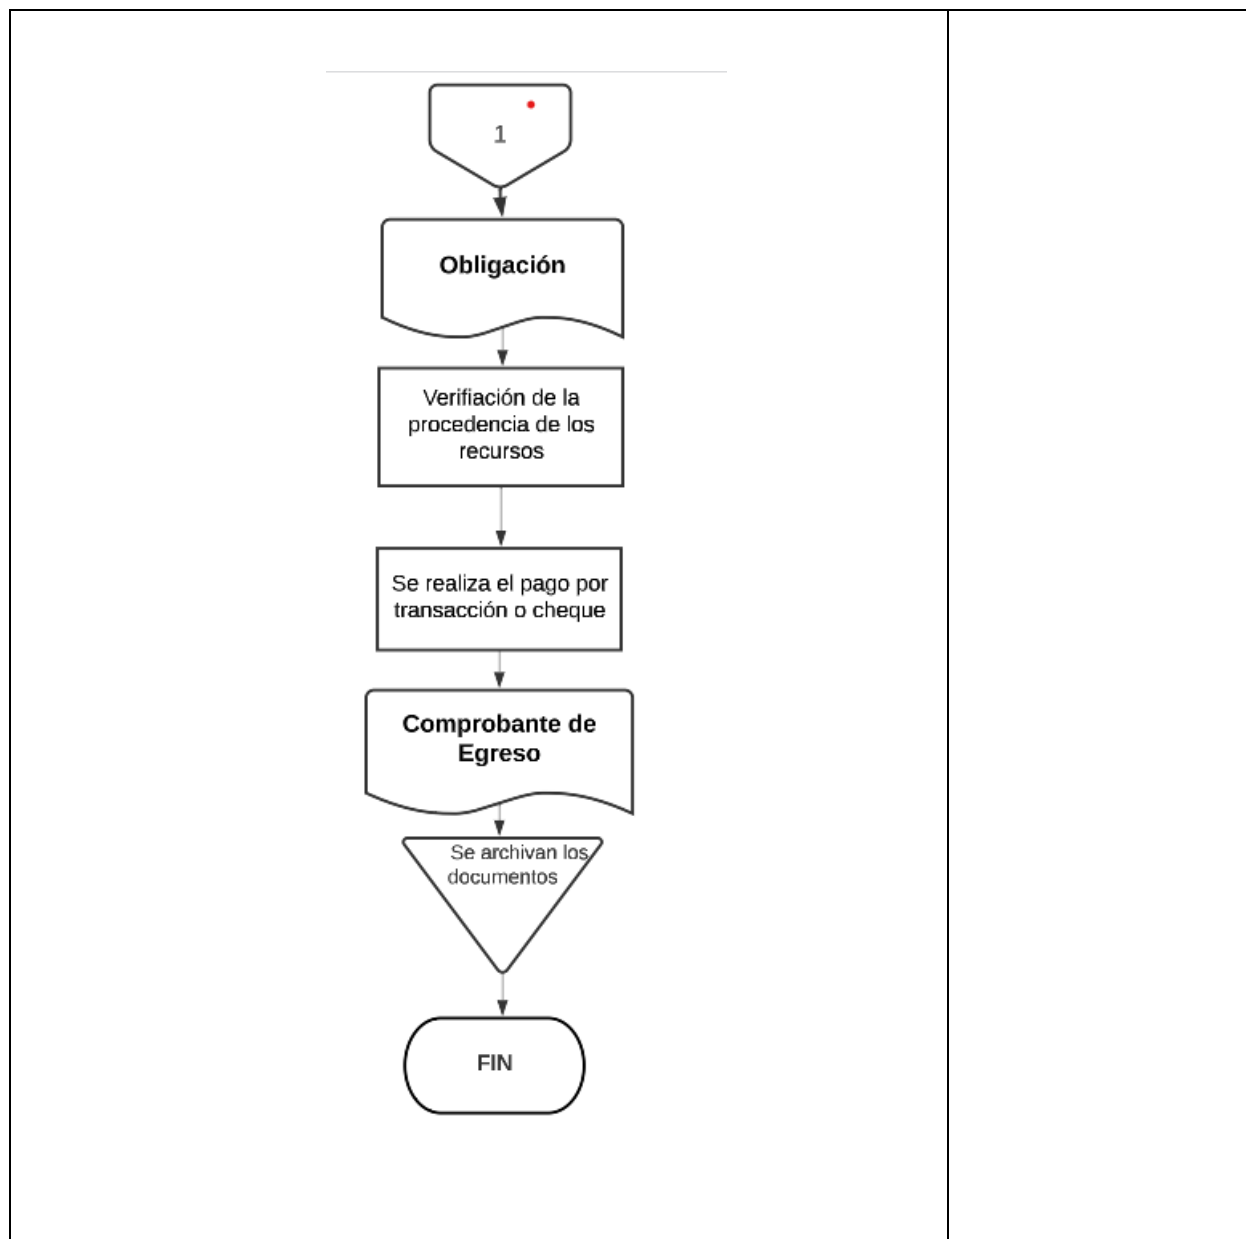 1
Obligación
Verifiación de la
procedencia de los
recursos
Se realiza el pago por
transacción o cheque
Comprobante de
Egreso
Se archivan los
documentos
FIN